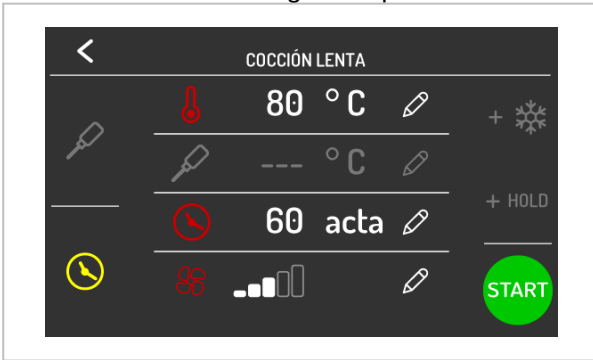 COCCIÓN LENTA
80 °C
+
--- °C
60 acta
+ HOLD
START